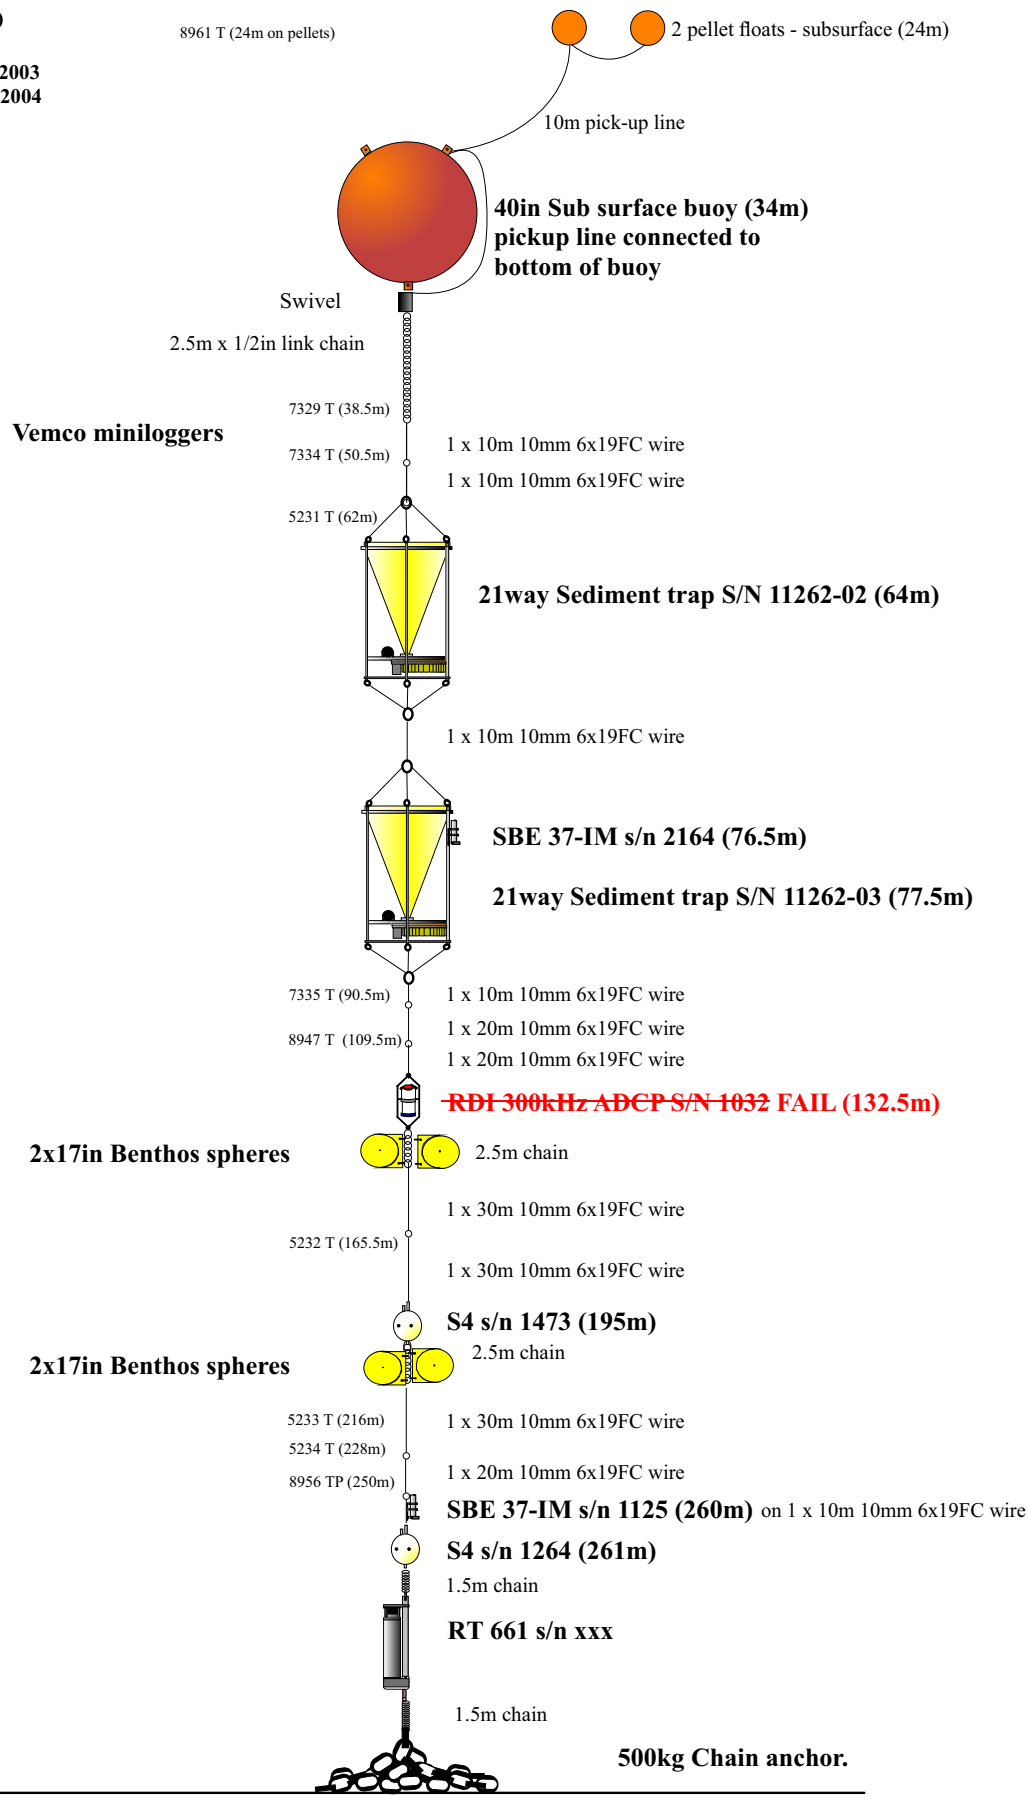 8961 T (24m on pellets)
2 pellet floats - subsurface (24m)
2003
2004
10m pick-up line
40in Sub surface buoy (34m)
pickup line connected to
bottom of buoy
Swivel
2.5m x 1/2in link chain
7329 T (38.5m)
Vemco miniloggers
1 x 10m 10mm 6x19FC wire
7334 T (50.5m)
1 x 10m 10mm 6x19FC wire
5231 T (62m)
21way Sediment trap S/N 11262-02 (64m)
1 x 10m 10mm 6x19FC wire
SBE 37-IM s/n 2164 (76.5m)
21way Sediment trap S/N 11262-03 (77.5m)
7335 T (90.5m)
1 x 10m 10mm 6x19FC wire
1 x 20m 10mm 6x19FC wire
8947 T (109.5m)
1 x 20m 10mm 6x19FC wire
RDI 300kHz ADCP S/N 1032 FAIL (132.5m)
2x17in Benthos spheres
2.5m chain
1 x 30m 10mm 6x19FC wire
5232 T (165.5m)
1 x 30m 10mm 6x19FC wire
S4 s/n 1473 (195m)
2.5m chain
2x17in Benthos spheres
5233 T (216m)
1 x 30m 10mm 6x19FC wire
5234 T (228m)
1 x 20m 10mm 6x19FC wire
8956 TP (250m)
SBE 37-IM s/n 1125 (260m) on 1 x 10m 10mm 6x19FC wire
S4 s/n 1264 (261m)
1.5m chain
RT 661 s/n xxx
1.5m chain
500kg Chain anchor.